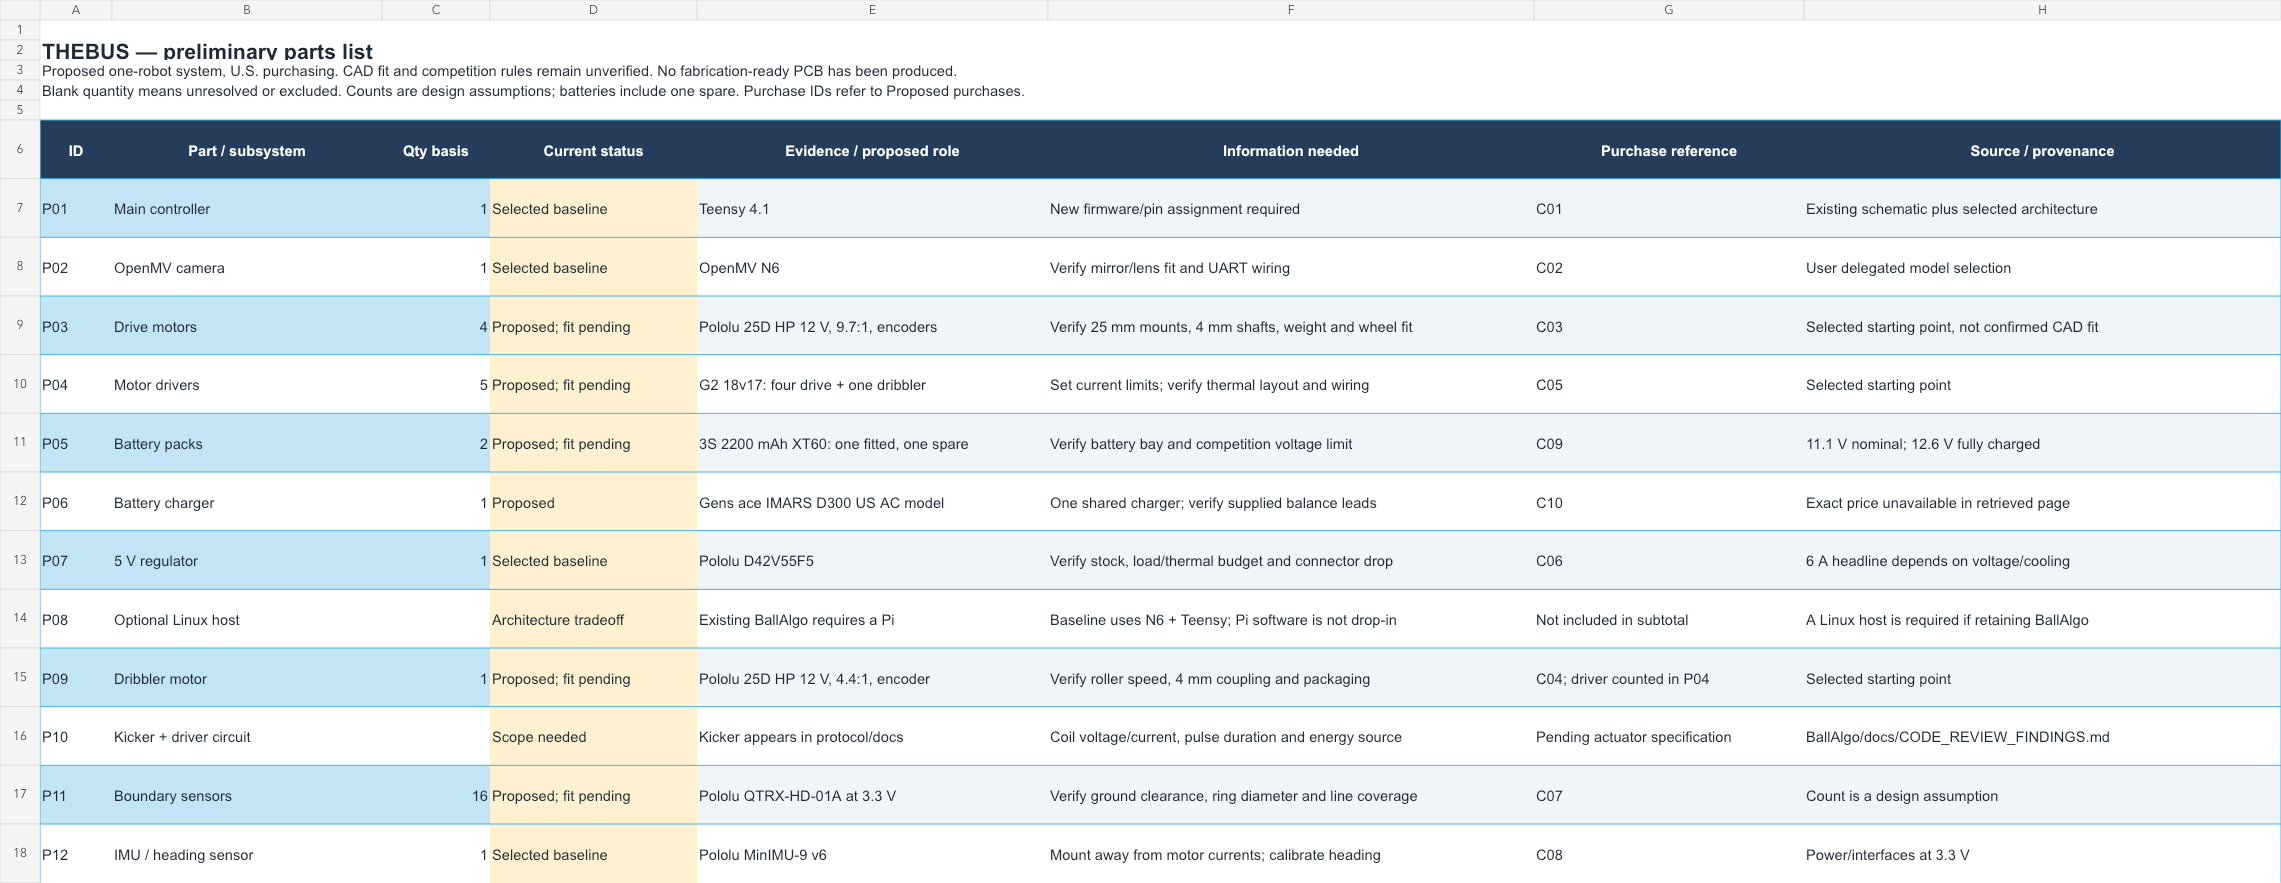 A B C D E F G H
1
2 THEBUS — preliminary parts list
3 Proposed one-robot system, U.S. purchasing. CAD fit and competition rules remain unverified. No fabrication-ready PCB has been produced.
4 Blank quantity means unresolved or excluded. Counts are design assumptions; batteries include one spare. Purchase IDs refer to Proposed purchases.
5
6 ID Part / subsystem Qty basis Current status Evidence / proposed role Information needed Purchase reference Source / provenance
7 P01 Main controller 1 Selected baseline Teensy 4.1 New firmware/pin assignment required C01 Existing schematic plus selected architecture
8 P02 OpenMV camera 1 Selected baseline OpenMV N6 Verify mirror/lens fit and UART wiring C02 User delegated model selection
9 P03 Drive motors 4 Proposed; fit pending Pololu 25D HP 12 V, 9.7:1, encoders Verify 25 mm mounts, 4 mm shafts, weight and wheel fit C03 Selected starting point, not confirmed CAD fit
10 P04 Motor drivers 5 Proposed; fit pending G2 18v17: four drive + one dribbler Set current limits; verify thermal layout and wiring C05 Selected starting point
11 P05 Battery packs 2 Proposed; fit pending 3S 2200 mAh XT60: one fitted, one spare Verify battery bay and competition voltage limit C09 11.1 V nominal; 12.6 V fully charged
12 P06 Battery charger 1 Proposed Gens ace IMARS D300 US AC model One shared charger; verify supplied balance leads C10 Exact price unavailable in retrieved page
13 P07 5 V regulator 1 Selected baseline Pololu D42V55F5 Verify stock, load/thermal budget and connector drop C06 6 A headline depends on voltage/cooling
14 P08 Optional Linux host Architecture tradeoff Existing BallAlgo requires a Pi Baseline uses N6 + Teensy; Pi software is not drop-in Not included in subtotal A Linux host is required if retaining BallAlgo
15 P09 Dribbler motor 1 Proposed; fit pending Pololu 25D HP 12 V, 4.4:1, encoder Verify roller speed, 4 mm coupling and packaging C04; driver counted in P04 Selected starting point
16 P10 Kicker + driver circuit Scope needed Kicker appears in protocol/docs Coil voltage/current, pulse duration and energy source Pending actuator specification BallAlgo/docs/CODE_REVIEW_FINDINGS.md
17 P11 Boundary sensors 16 Proposed; fit pending Pololu QTRX-HD-01A at 3.3 V Verify ground clearance, ring diameter and line coverage C07 Count is a design assumption
18 P12 IMU / heading sensor 1 Selected baseline Pololu MinIMU-9 v6 Mount away from motor currents; calibrate heading C08 Power/interfaces at 3.3 V